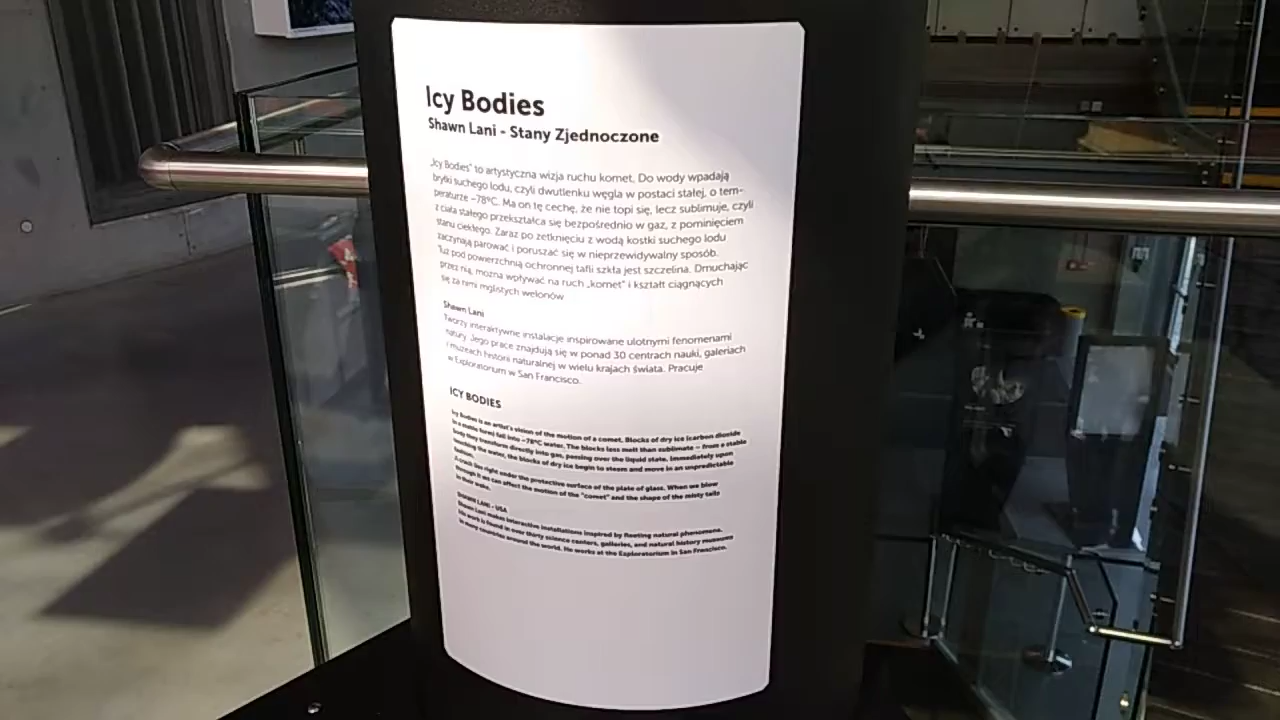 Icy Bodies
Shawn Lani - Stany Zjednoczone
„Icy Bodies” to artystyczna wizja ruchu komet. Do wody wpadają
bryłki suchego lodu, czyli dwutlenku węgla w postaci stałej, o tem-
peraturze –78°C. Ma on tę cechę, że nie topi się, lecz sublimuje, czyli
z ciała stałego przekształca się bezpośrednio w gaz, z pominięciem
stanu ciekłego. Zaraz po zetknięciu z wodą kostki suchego lodu
zaczynają parować i poruszać się w nieprzewidywalny sposób.
Tuż pod powierzchnią ochronnej tafli szkła jest szczelina. Dmuchając
przez nią, można wpływać na ruch „komet” i kształt ciągnących
się za nimi mglistych welonów
Shawn Lani
Tworzy interaktywne instalacje inspirowane ulotnymi fenomenami
natury. Jego prace znajdują się w ponad 30 centrach nauki, galeriach
i muzeach historii naturalnej w wielu krajach świata. Pracuje
w Exploratorium w San Francisco.
ICY BODIES
Icy Bodies is an artist's vision of the motion of a comet. Blocks of dry ice (carbon dioxide
in a stable form) fall into –78°C water. The blocks less melt than sublimate – from a stable
body they transform directly into gas, passing over the liquid state. Immediately upon
touching the water, the blocks of dry ice begin to steam and move in an unpredictable
fashion.
A crack lies right under the protective surface of the plate of glass. When we blow
through it we can affect the motion of the "comet" and the shape of the misty tails
in their wake.
SHAWN LANI - USA
Shawn Lani makes interactive installations inspired by fleeting natural phenomena.
His work is found in over thirty science centers, galleries, and natural history museums
in many countries around the world. He works at the Exploratorium in San Francisco.